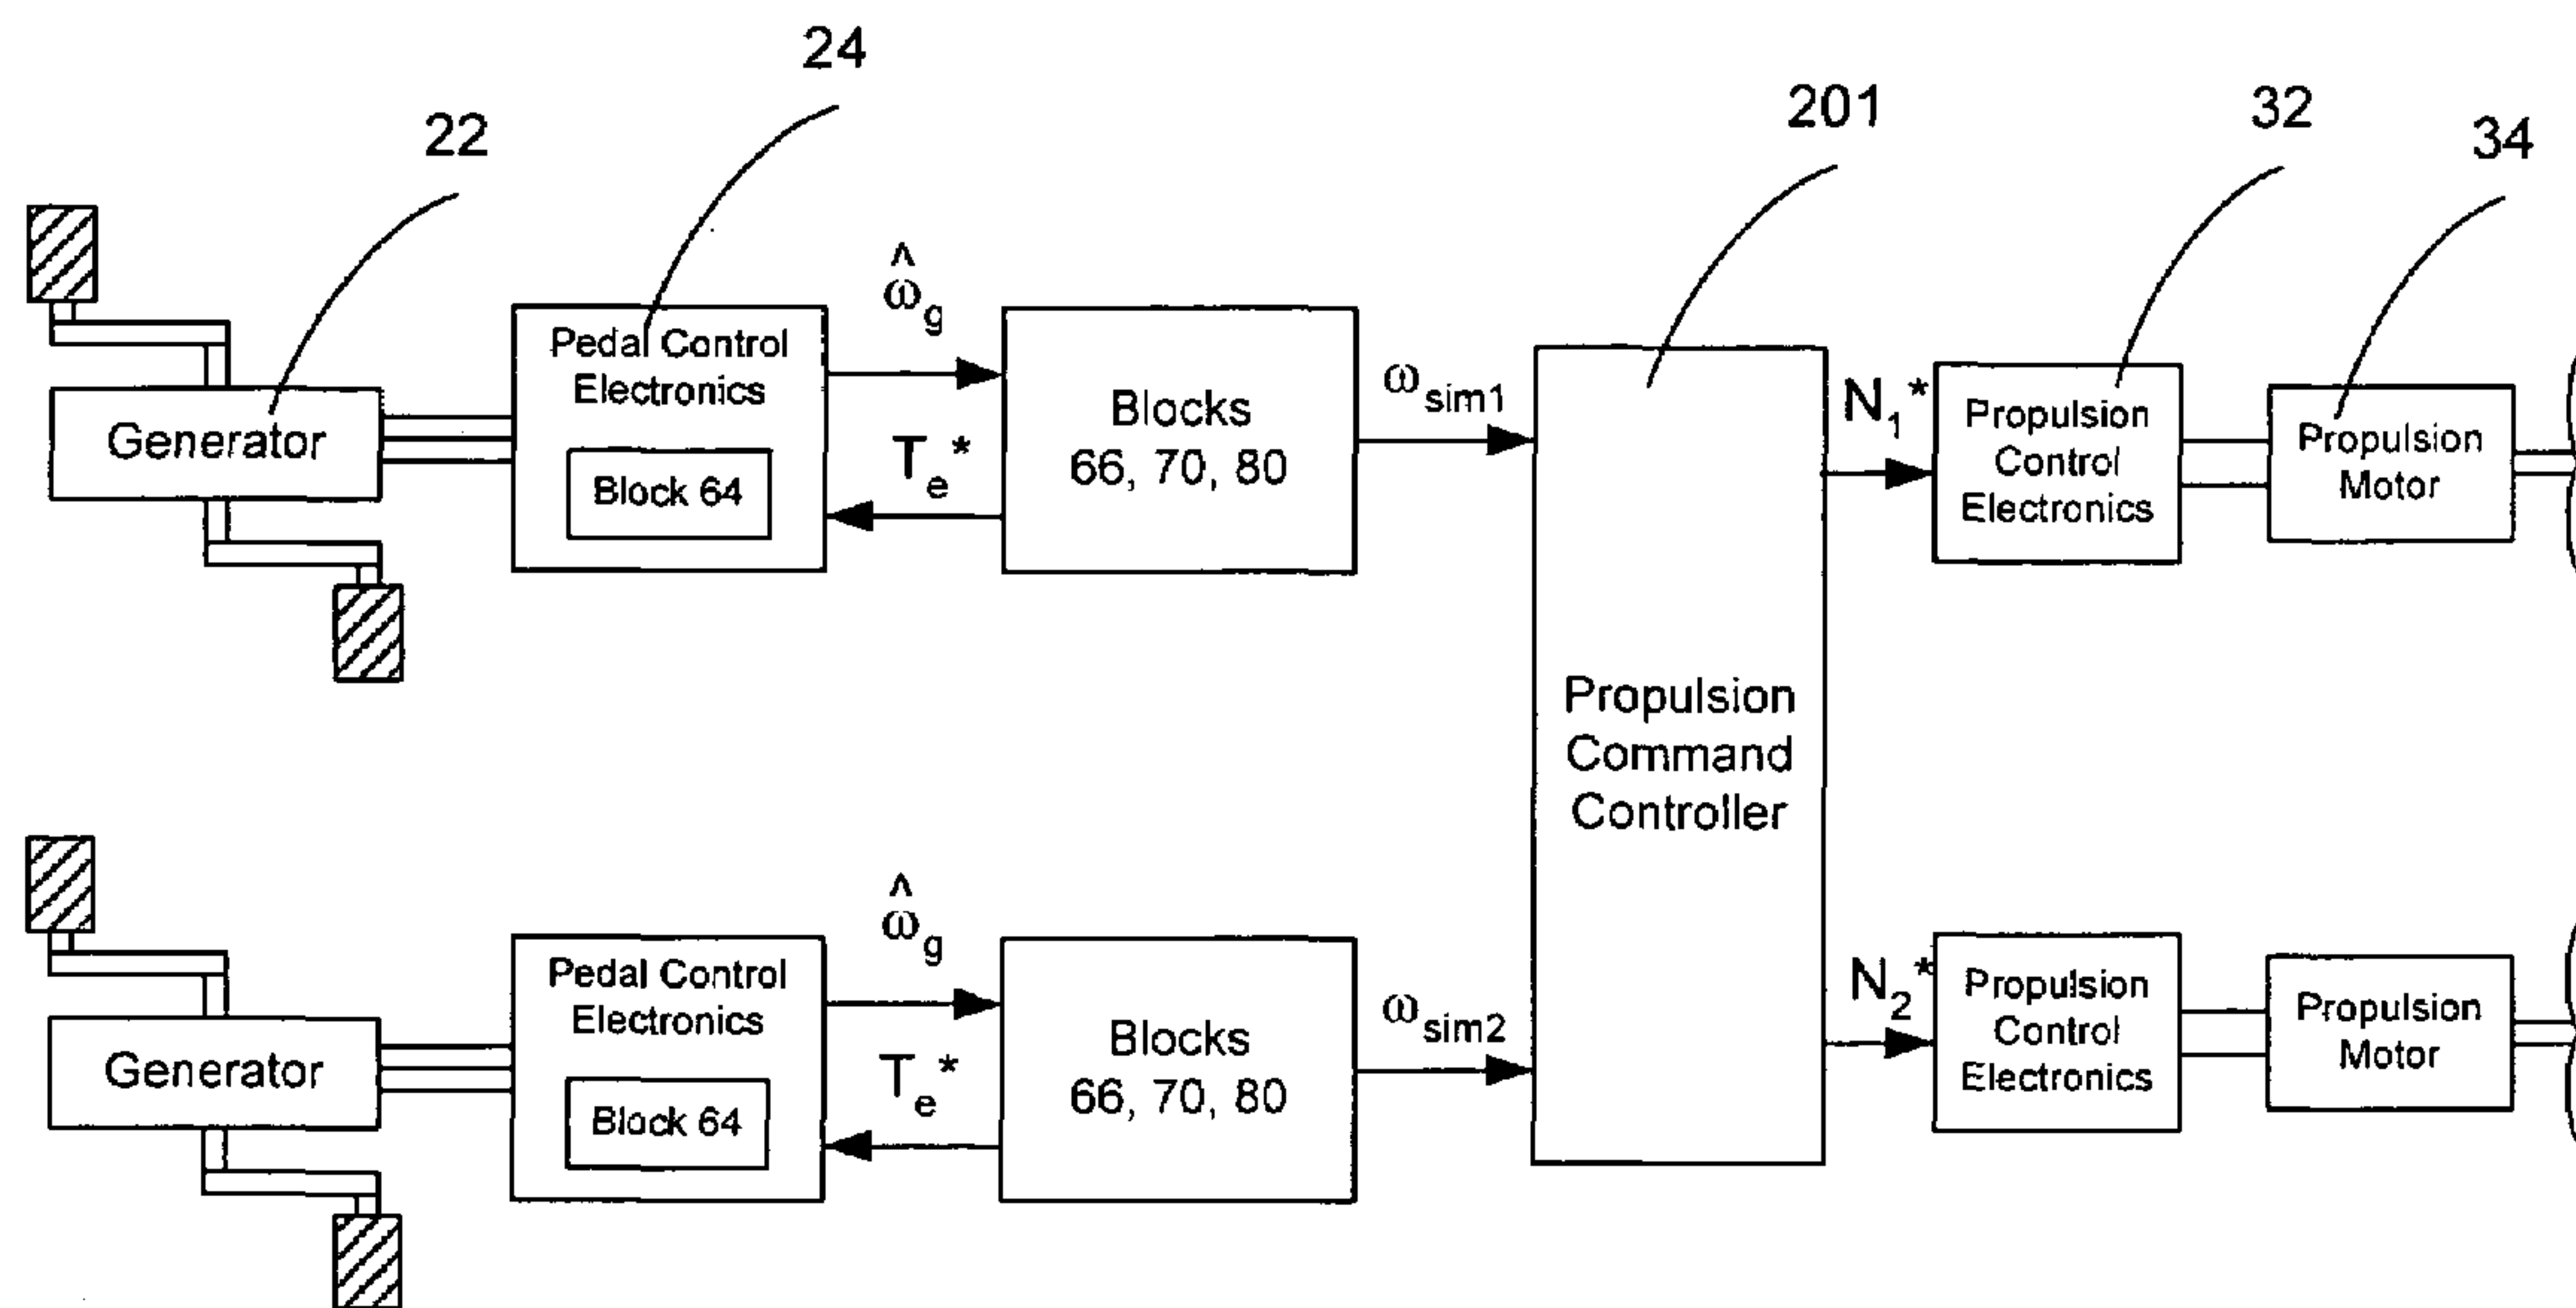 24
22
201
32
34
Generator
Pedal Control
Electronics
Block 64
ω̂g
Te*
Blocks
66, 70, 80
ωsim1
Propulsion
Command
Controller
N1*
Propulsion
Control
Electronics
Propulsion
Motor
Generator
Pedal Control
Electronics
Block 64
ω̂g
Te*
Blocks
66, 70, 80
ωsim2
N2*
Propulsion
Control
Electronics
Propulsion
Motor